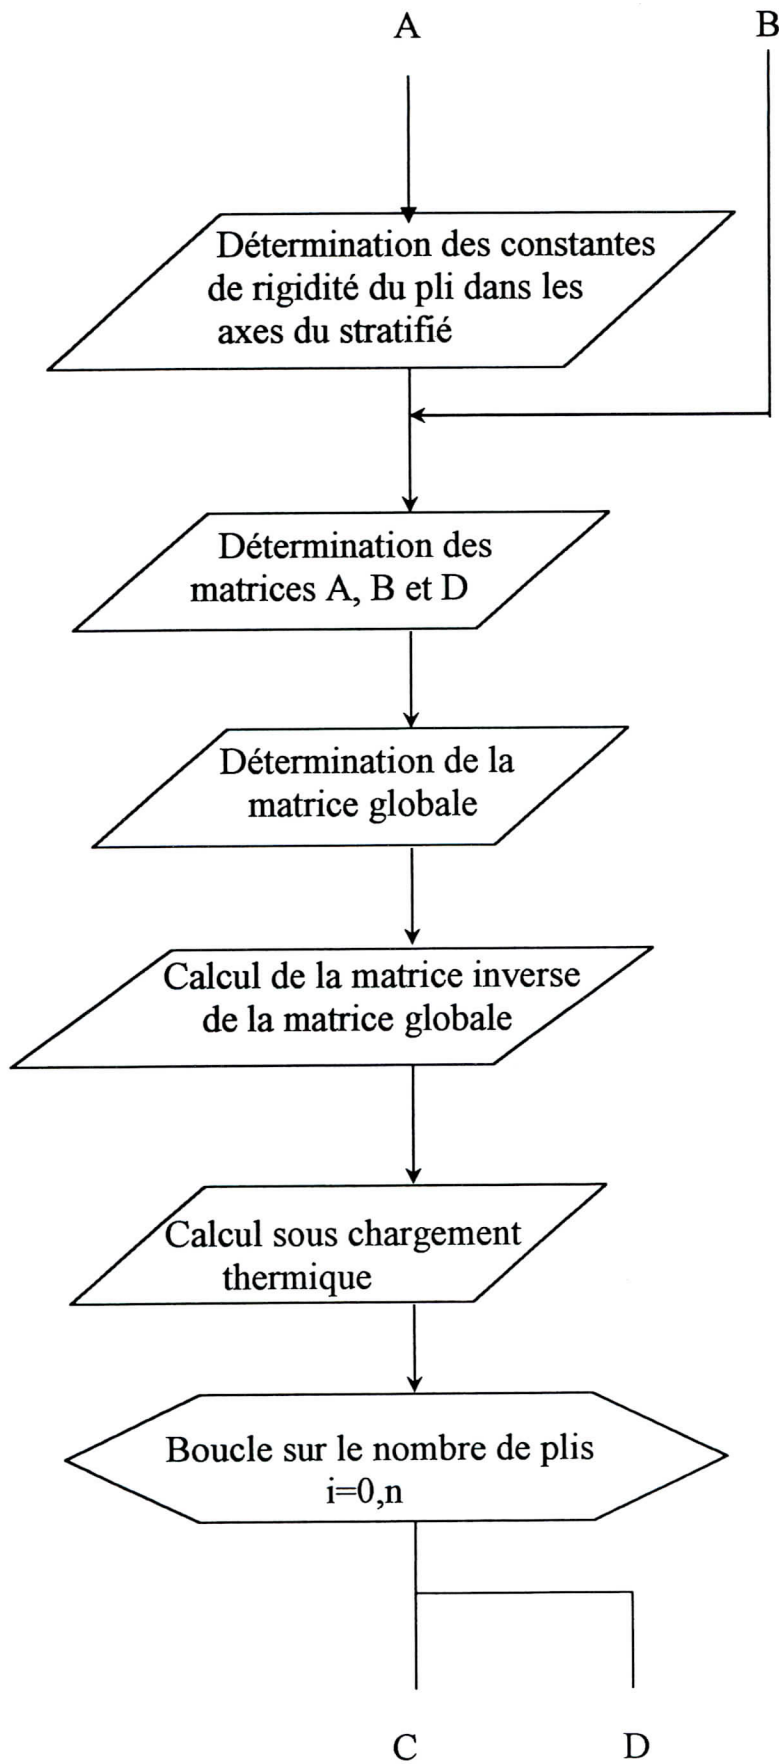 A B
Détermination des constantes
de rigidité du pli dans les
axes du stratifié
Détermination des
matrices A, B et D
Détermination de la
matrice globale
Calcul de la matrice inverse
de la matrice globale
Calcul sous chargement
thermique
Boucle sur le nombre de plis
i=0,n
C D